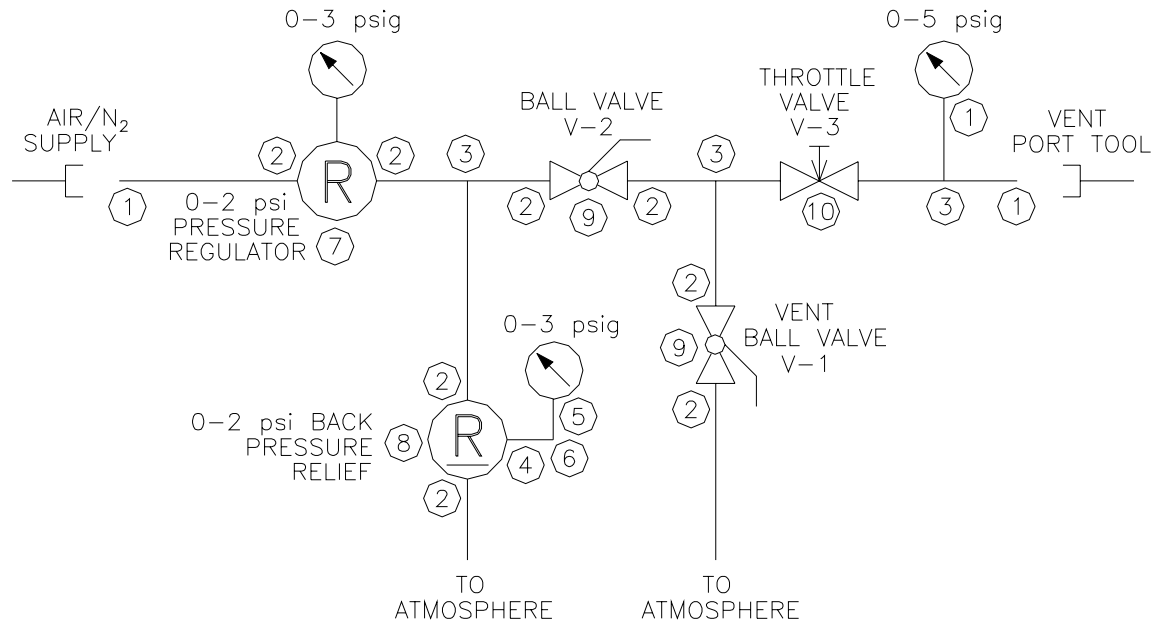 0-3 psig
0-5 psig
AIR/N2
SUPPLY
BALL VALVE
V-2
THROTTLE
VALVE
V-3
1
VENT
PORT TOOL
2
R
2
3
3
1
0-2 psi
PRESSURE
REGULATOR
7
2
9
2
10
3
1
2
VENT
BALL VALVE
V-1
9
0-3 psig
2
2
5
0-2 psi BACK
PRESSURE
RELIEF
8
R
4
6
2
TO
ATMOSPHERE
TO
ATMOSPHERE